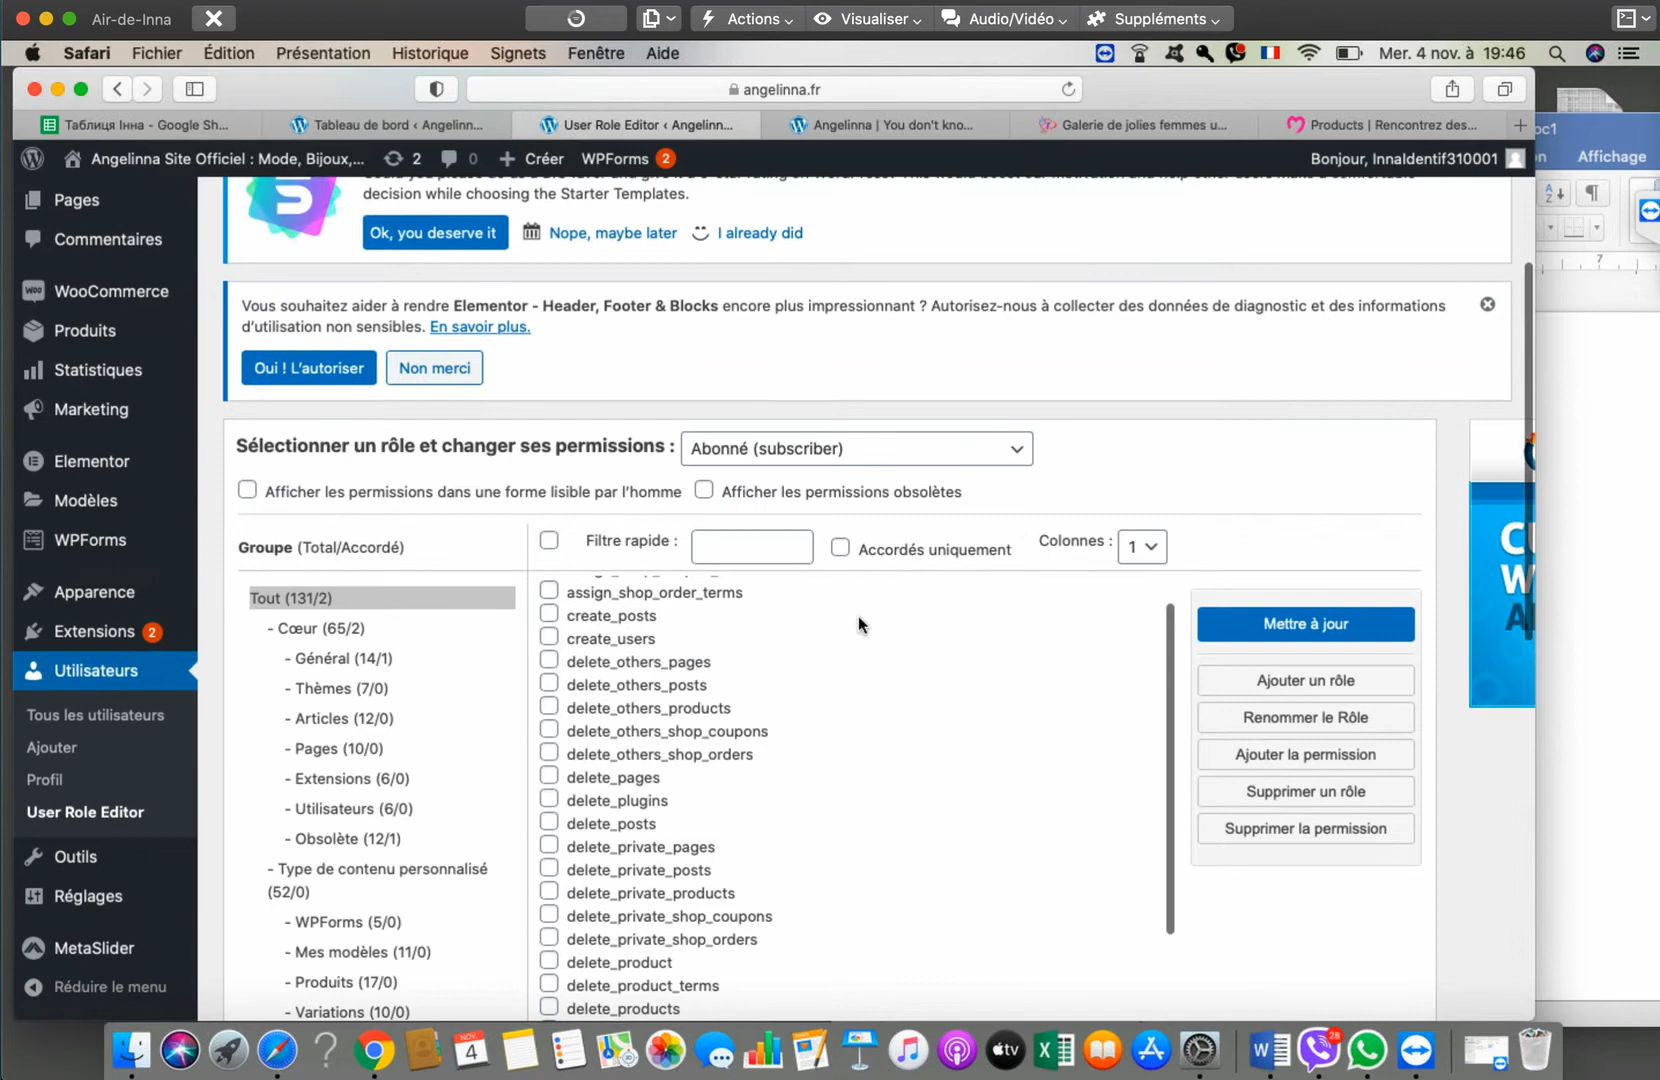 Air-de-Inna
Actions
Visualiser
Audio/Vidéo
Suppléments
Safari
Fichier
Édition
Présentation
Historique
Signets
Fenêtre
Aide
Mer. 4 nov. à 19:46
angelinna.fr
Таблиця Інна - Google Sh...
Tableau de bord ‹ Angelinn...
User Role Editor ‹ Angelinn...
Angelinna | You don't kno...
Galerie de jolies femmes u...
Products | Rencontrez des...
Affichage
Angelinna Site Officiel : Mode, Bijoux,...
2
0
Créer
WPForms 2
Bonjour, InnaIdentif310001
decision while choosing the Starter Templates.
Ok, you deserve it
Nope, maybe later
I already did
Vous souhaitez aider à rendre Elementor - Header, Footer & Blocks encore plus impressionnant ? Autorisez-nous à collecter des données de diagnostic et des informations
d'utilisation non sensibles. En savoir plus.
Oui ! L'autoriser
Non merci
Pages
Commentaires
WooCommerce
Produits
Statistiques
Marketing
Elementor
Modèles
WPForms
Apparence
Extensions 2
Utilisateurs
Tous les utilisateurs
Ajouter
Profil
User Role Editor
Outils
Réglages
MetaSlider
Réduire le menu
Sélectionner un rôle et changer ses permissions :
Abonné (subscriber)
Afficher les permissions dans une forme lisible par l'homme
Afficher les permissions obsolètes
Groupe (Total/Accordé)
Filtre rapide :
Accordés uniquement
Colonnes :
1
Tout (131/2)
- Cœur (65/2)
- Général (14/1)
- Thèmes (7/0)
- Articles (12/0)
- Pages (10/0)
- Extensions (6/0)
- Utilisateurs (6/0)
- Obsolète (12/1)
- Type de contenu personnalisé
(52/0)
- WPForms (5/0)
- Mes modèles (11/0)
- Produits (17/0)
- Variations (10/0)
assign_shop_order_terms
create_posts
create_users
delete_others_pages
delete_others_posts
delete_others_products
delete_others_shop_coupons
delete_others_shop_orders
delete_pages
delete_plugins
delete_posts
delete_private_pages
delete_private_posts
delete_private_products
delete_private_shop_coupons
delete_private_shop_orders
delete_product
delete_product_terms
delete_products
Mettre à jour
Ajouter un rôle
Renommer le Rôle
Ajouter la permission
Supprimer un rôle
Supprimer la permission
7
NOV.
4
tv
28